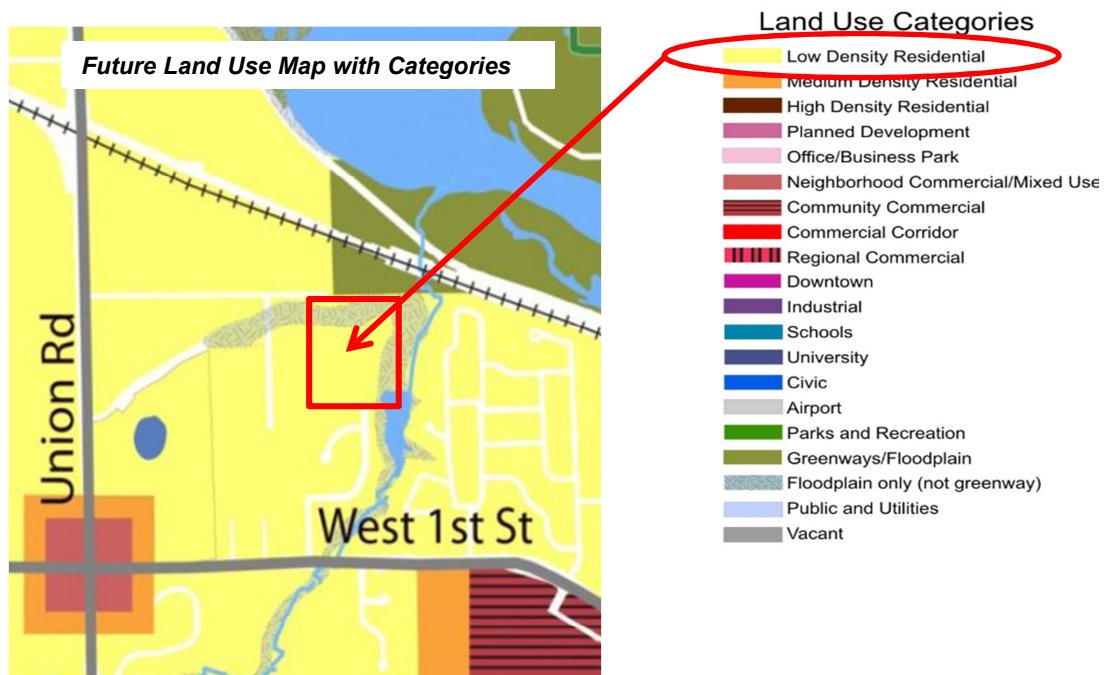 Future Land Use Map with Categories
Union Rd
West 1st St
Land Use Categories
Low Density Residential
Medium Density Residential
High Density Residential
Planned Development
Office/Business Park
Neighborhood Commercial/Mixed Use
Community Commercial
Commercial Corridor
Regional Commercial
Downtown
Industrial
Schools
University
Civic
Airport
Parks and Recreation
Greenways/Floodplain
Floodplain only (not greenway)
Public and Utilities
Vacant